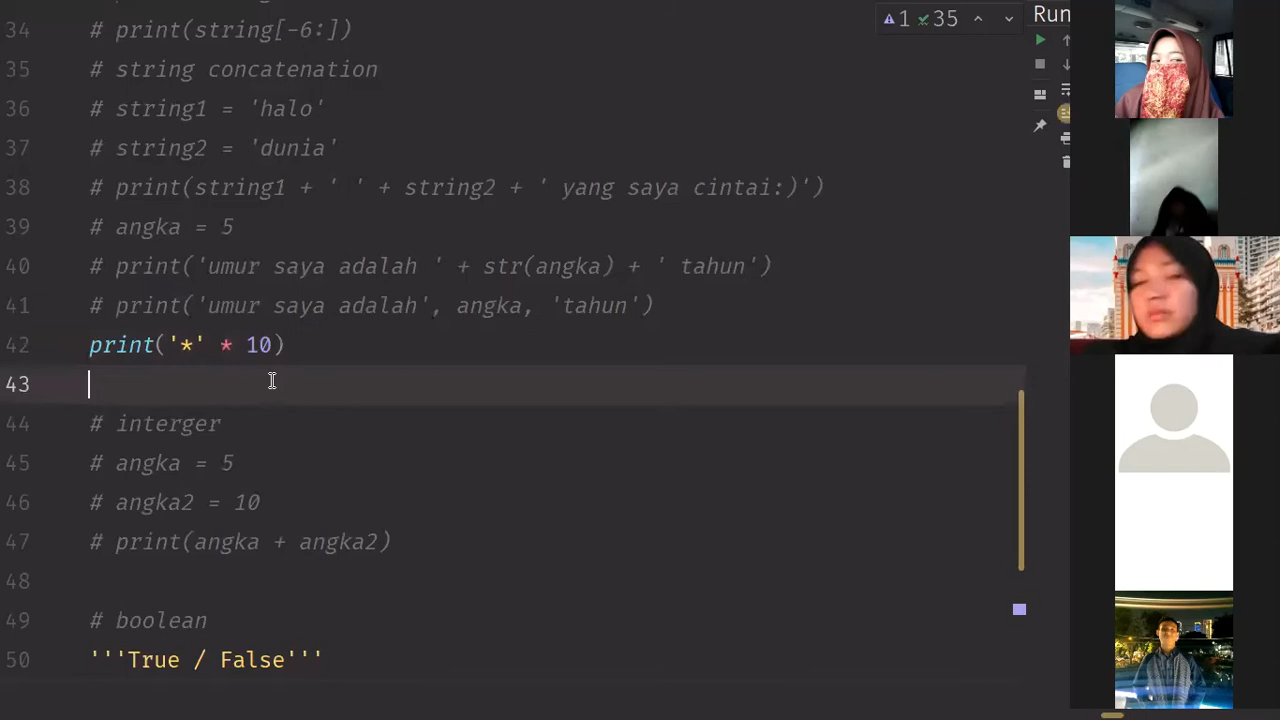 34 # print(string[-6:])
35 # string concatenation
36 # string1 = 'halo'
37 # string2 = 'dunia'
38 # print(string1 + ' ' + string2 + ' yang saya cintai:)')
39 # angka = 5
40 # print('umur saya adalah ' + str(angka) + ' tahun')
41 # print('umur saya adalah', angka, 'tahun')
42 print('*' * 10)
43
44 # interger
45 # angka = 5
46 # angka2 = 10
47 # print(angka + angka2)
48
49 # boolean
50 '''True / False'''
1 35
Run